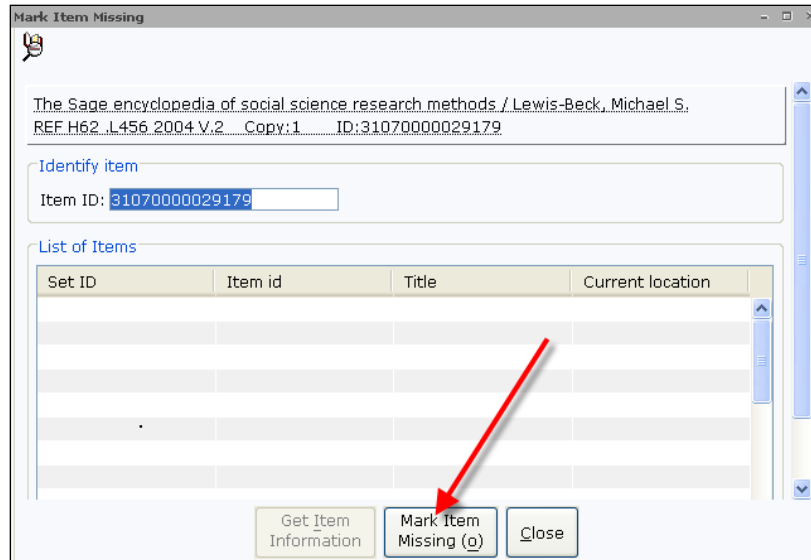 Mark Item Missing
The Sage encyclopedia of social science research methods / Lewis-Beck, Michael S.
REF H62 .L456 2004 V.2 Copy:1 ID:31070000029179
Identify item
Item ID: 31070000029179
List of Items
Set ID Item id Title Current location
Get Item
Information
Mark Item
Missing (o)
Close